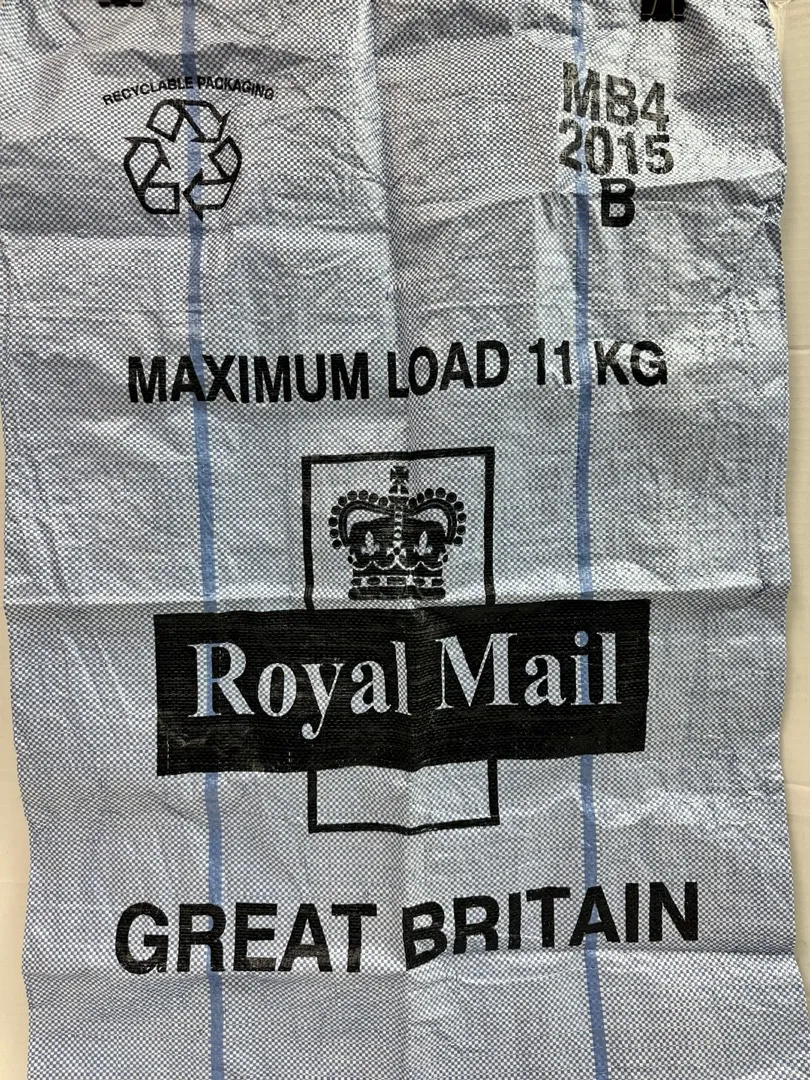 RECYCLABLE PACKAGING
MB4
2015
B
MAXIMUM LOAD 11 KG
Royal Mail
GREAT BRITAIN